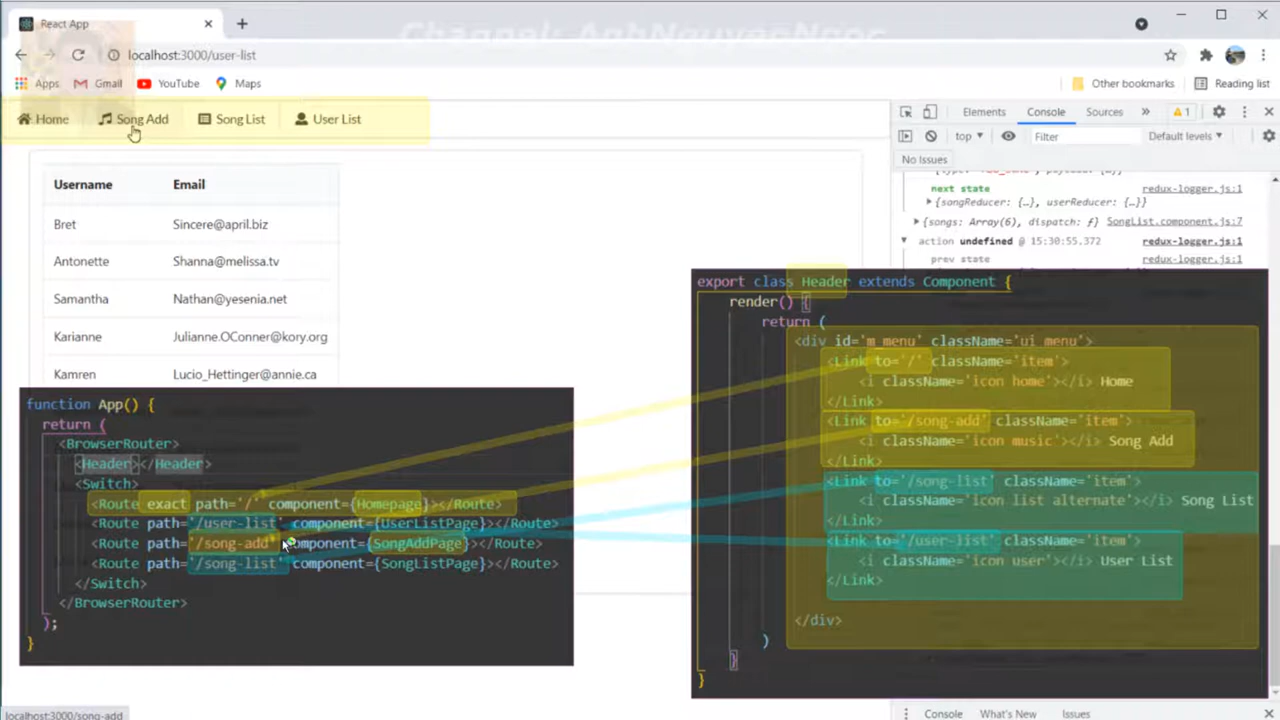 React App
Channel: AnhNguyenNgoc
localhost:3000/user-list
Apps Gmail YouTube Maps Other bookmarks Reading list
Home Song Add Song List User List
Elements Console Sources » 1
top Filter Default levels
No Issues
next state redux-logger.js:1
{songReducer: {…}, userReducer: {…}}
{songs: Array(6), dispatch: ƒ} SongList.component.js:7
action undefined @ 15:30:55.372 redux-logger.js:1
prev state redux-logger.js:1
Username Email
Bret Sincere@april.biz
Antonette Shanna@melissa.tv
Samantha Nathan@yesenia.net
Karianne Julianne.OConner@kory.org
Kamren Lucio_Hettinger@annie.ca
function App() {
return (
<BrowserRouter>
<Header></Header>
<Switch>
<Route exact path='/' component={Homepage}></Route>
<Route path='/user-list' component={UserListPage}></Route>
<Route path='/song-add' component={SongAddPage}></Route>
<Route path='/song-list' component={SongListPage}></Route>
</Switch>
</BrowserRouter>
);
}
export class Header extends Component {
render() {
return (
<div id='m_menu' className='ui menu'>
<Link to='/' className='item'>
<i className='icon home'></i> Home
</Link>
<Link to='/song-add' className='item'>
<i className='icon music'></i> Song Add
</Link>
<Link to='/song-list' className='item'>
<i className='icon list alternate'></i> Song List
</Link>
<Link to='/user-list' className='item'>
<i className='icon user'></i> User List
</Link>
</div>
)
}
}
localhost:3000/song-add
Console What's New Issues